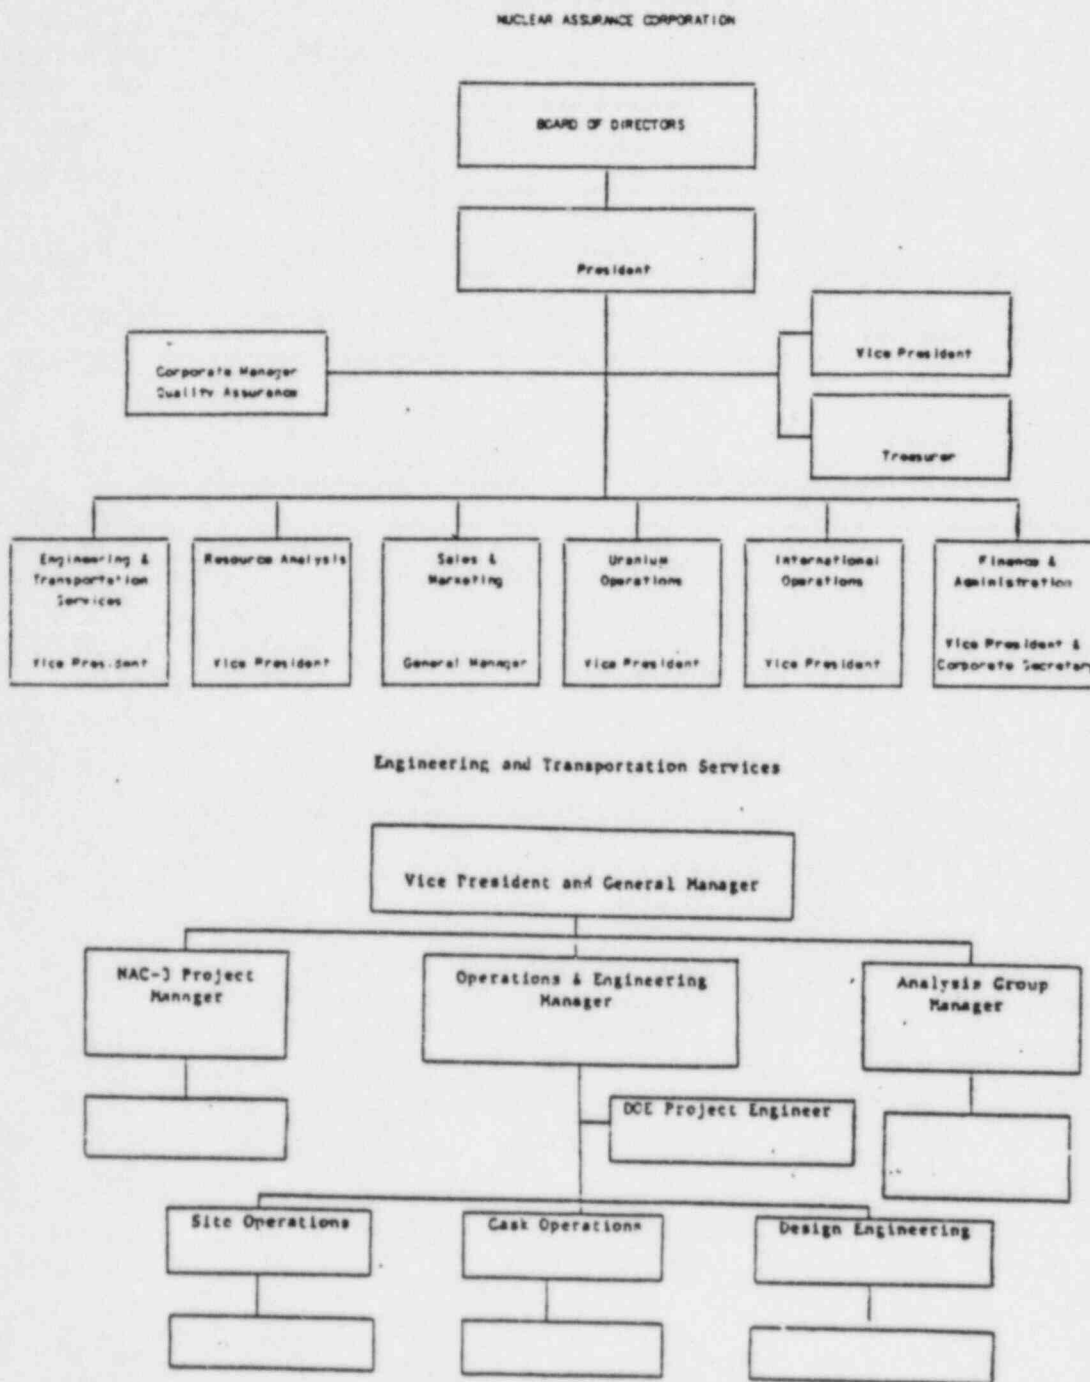 NUCLEAR ASSURANCE CORPORATION
BOARD OF DIRECTORS
President
Vice President
Corporate Manager
Quality Assurance
Treasurer
Engineering &
Transportation
Services
Vice President
Resource Analysis
Vice President
Sales &
Marketing
General Manager
Uranium
Operations
Vice President
International
Operations
Vice President
Finance &
Administration
Vice President &
Corporate Secretary
Engineering and Transportation Services
Vice President and General Manager
NAC-3 Project
Manager
Operations & Engineering
Manager
Analysis Group
Manager
DOE Project Engineer
Site Operations
Cask Operations
Design Engineering